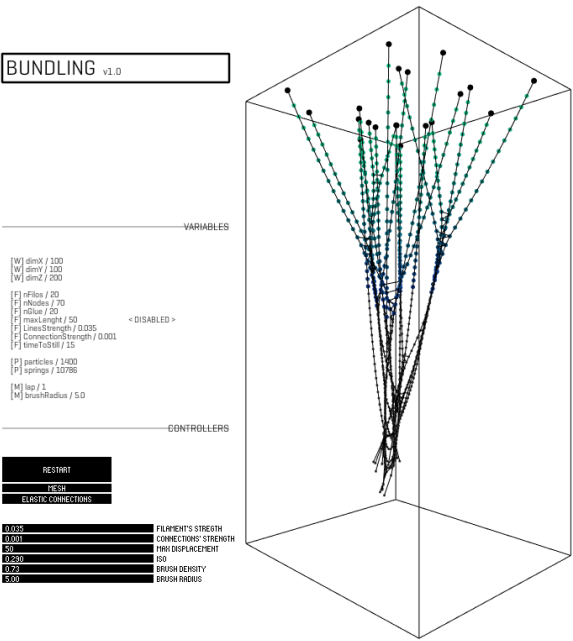 BUNDLING v1.0
VARIABLES
[W] dimX / 100
[W] dimY / 100
[W] dimZ / 200
[F] nFilos / 20
[F] nNodes / 70
[F] nGlue / 20
[F] maxLenght / 50 < DISABLED >
[F] LinesStrength / 0.035
[F] ConnectionStrength / 0.001
[F] timeToStill / 15
[P] particles / 1400
[P] springs / 10786
[M] lap / 1
[M] brushRadius / 5.0
CONTROLLERS
RESTART
MESH
ELASTIC CONNECTIONS
0.035 FILAMENT'S STREGTH
0.001 CONNECTIONS' STRENGTH
50 MAX DISPLACEMENT
0.290 ISO
0.73 BRUSH DENSITY
5.00 BRUSH RADIUS